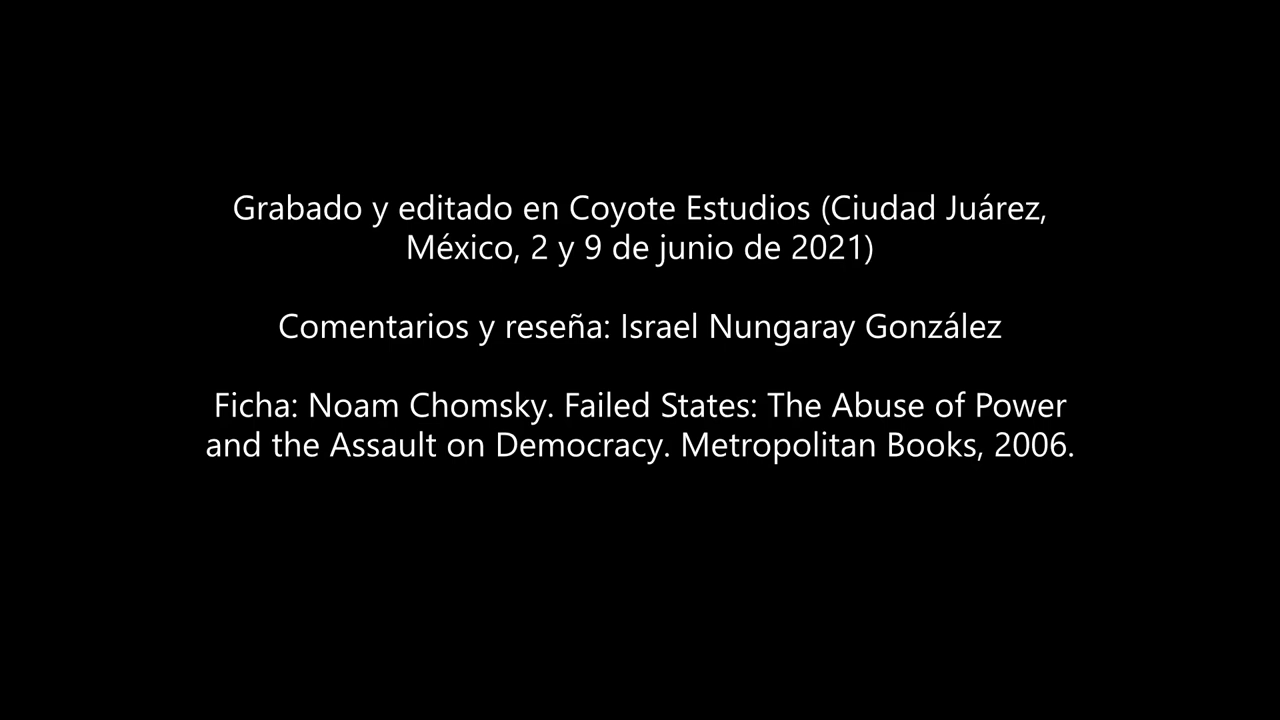 Grabado y editado en Coyote Estudios (Ciudad Juárez,
México, 2 y 9 de junio de 2021)
Comentarios y reseña: Israel Nungaray González
Ficha: Noam Chomsky. Failed States: The Abuse of Power
and the Assault on Democracy. Metropolitan Books, 2006.